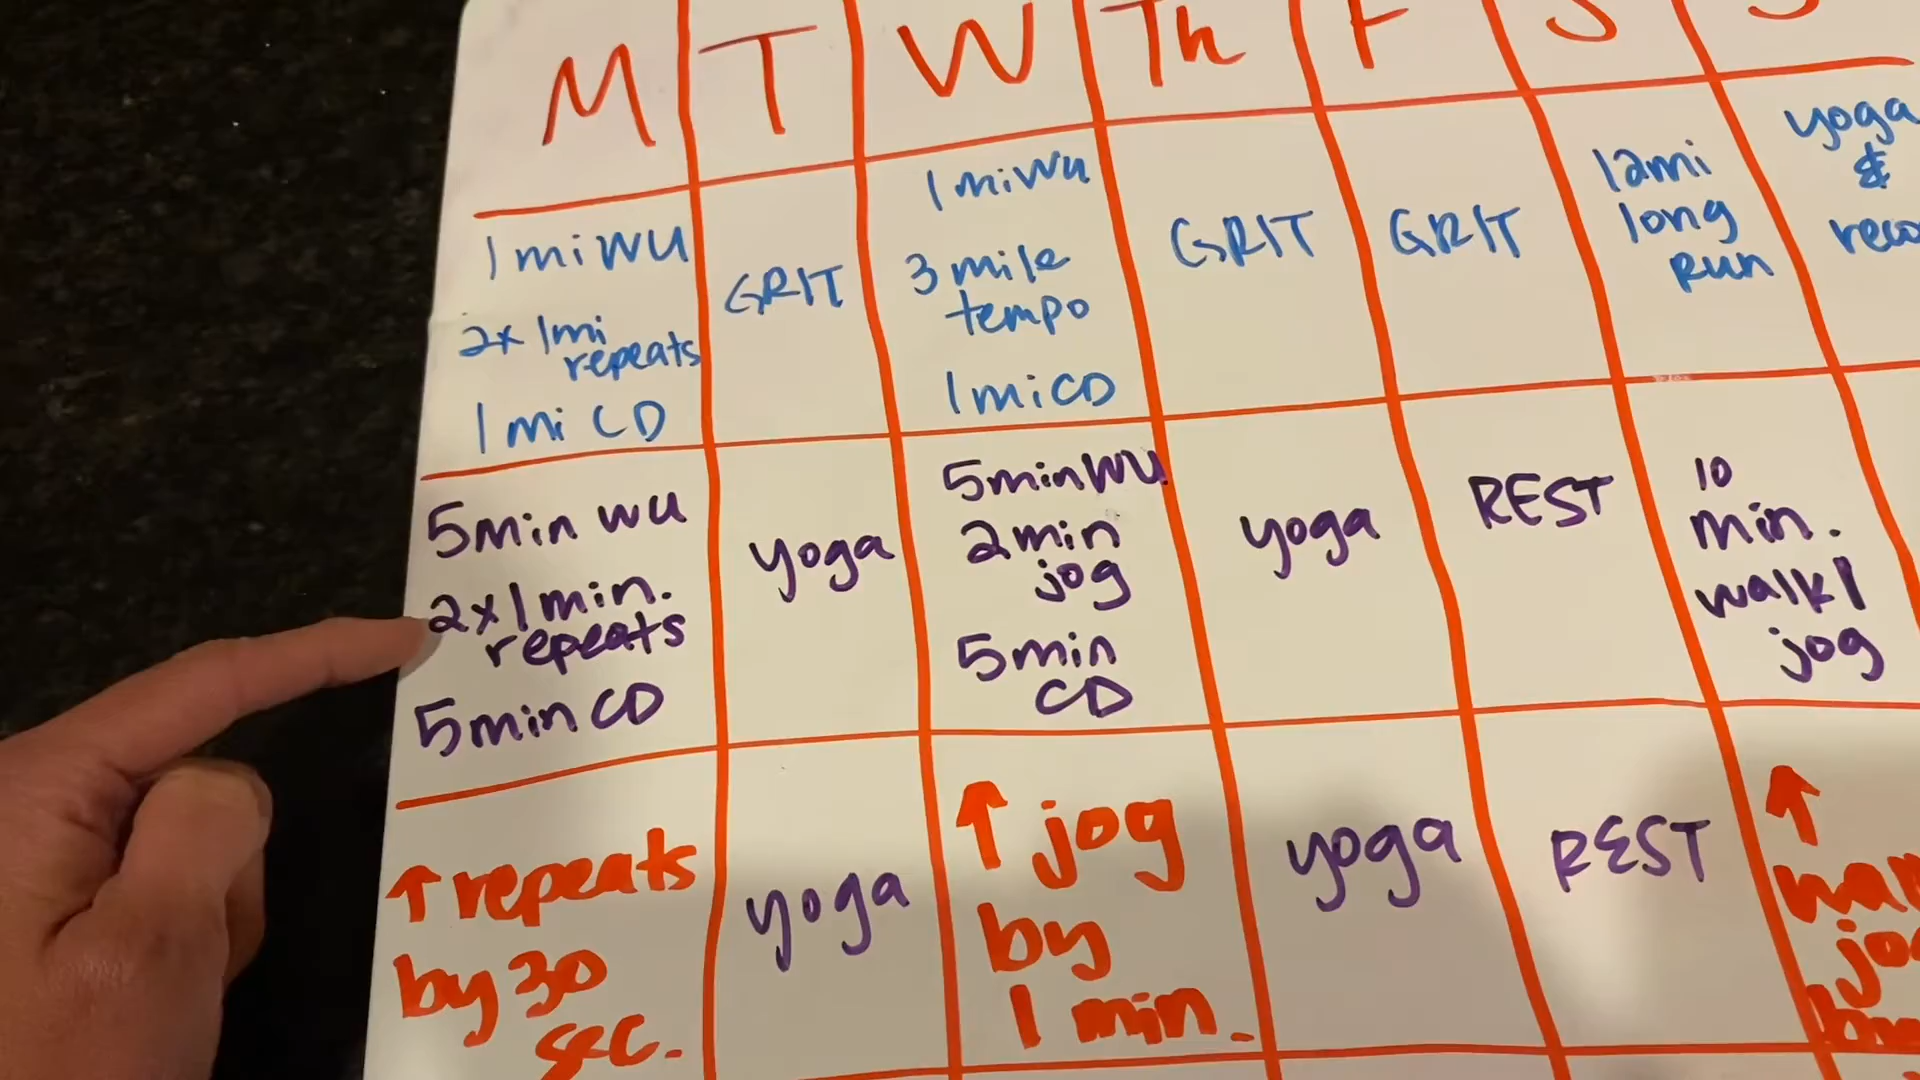 M T W Th F S S
1 mi WU
2x 1mi
repeats
1 mi CD
GRIT
1 mi WU
3 mile
tempo
1 mi CD
GRIT
GRIT
12mi
long
run
yoga
&
5min WU
2x1 min.
repeats
5min CD
yoga
5min WU
2min
jog
5min
CD
yoga
REST
10
min.
walk/
jog
↑ repeats
by 30
sec.
yoga
↑ jog
by
1 min.
yoga
REST
↑